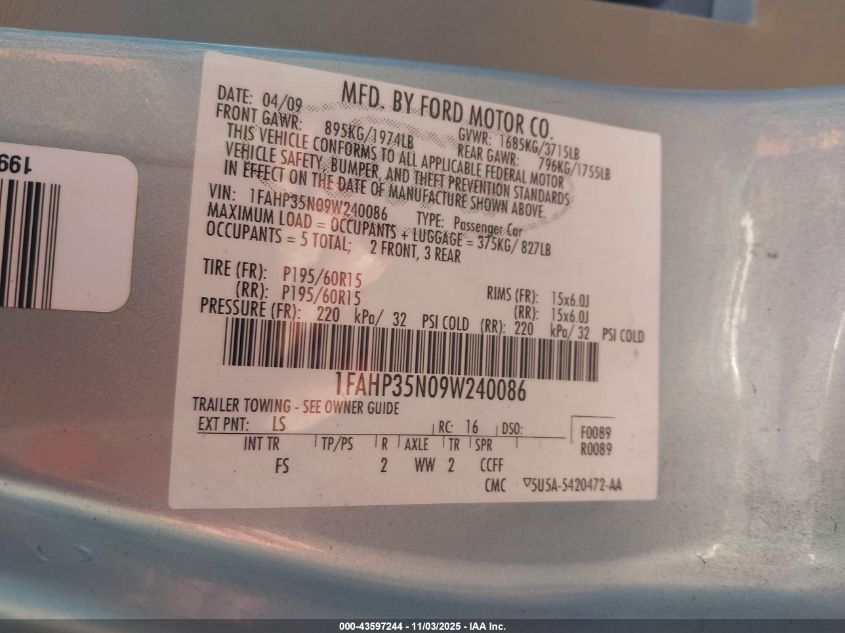 199
DATE: 04/09 MFD. BY FORD MOTOR CO.
FRONT GAWR: 895KG/1974LB GVWR: 1685KG/3715LB
REAR GAWR: 796KG/1755LB
THIS VEHICLE CONFORMS TO ALL APPLICABLE FEDERAL MOTOR
VEHICLE SAFETY, BUMPER, AND THEFT PREVENTION STANDARDS
IN EFFECT ON THE DATE OF MANUFACTURE SHOWN ABOVE.
VIN: 1FAHP35N09W240086 TYPE: Passenger Car
MAXIMUM LOAD = OCCUPANTS + LUGGAGE = 375KG/ 827LB
OCCUPANTS = 5 TOTAL; 2 FRONT, 3 REAR
TIRE (FR): P195/60R15 RIMS (FR): 15x6.0J
(RR): P195/60R15 (RR): 15x6.0J
PRESSURE (FR): 220 kPa/ 32 PSI COLD (RR): 220 kPa/ 32 PSI COLD
1FAHP35N09W240086
TRAILER TOWING - SEE OWNER GUIDE
EXT PNT: LS RC: 16 DSO: F0089
INT TR TP/PS R AXLE TR SPR R0089
FS 2 WW 2 CCFF
CMC ▽5U5A-5420472-AA
000-43597244 - 11/03/2025 - IAA Inc.